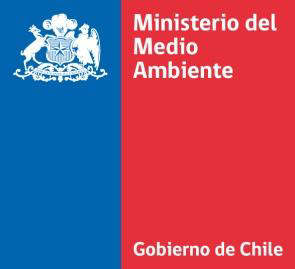 Ministerio del
Medio
Ambiente
Gobierno de Chile